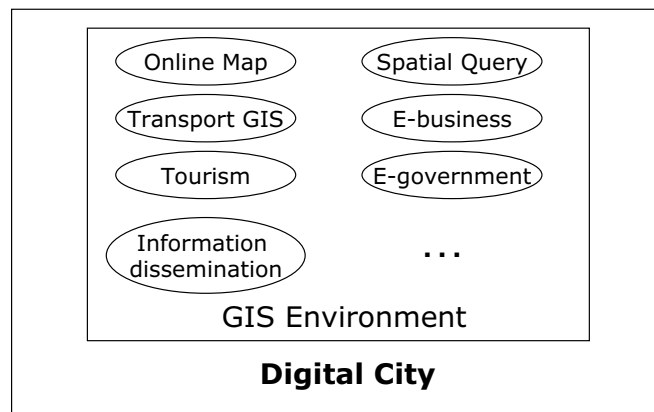 Online Map
Spatial Query
Transport GIS
E-business
Tourism
E-government
Information
dissemination
...
GIS Environment
Digital City